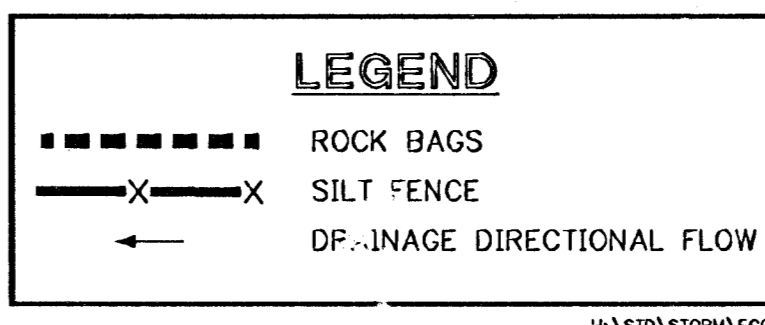 LEGEND
ROCK BAGS
X X SILT FENCE
DRAINAGE DIRECTIONAL FLOW